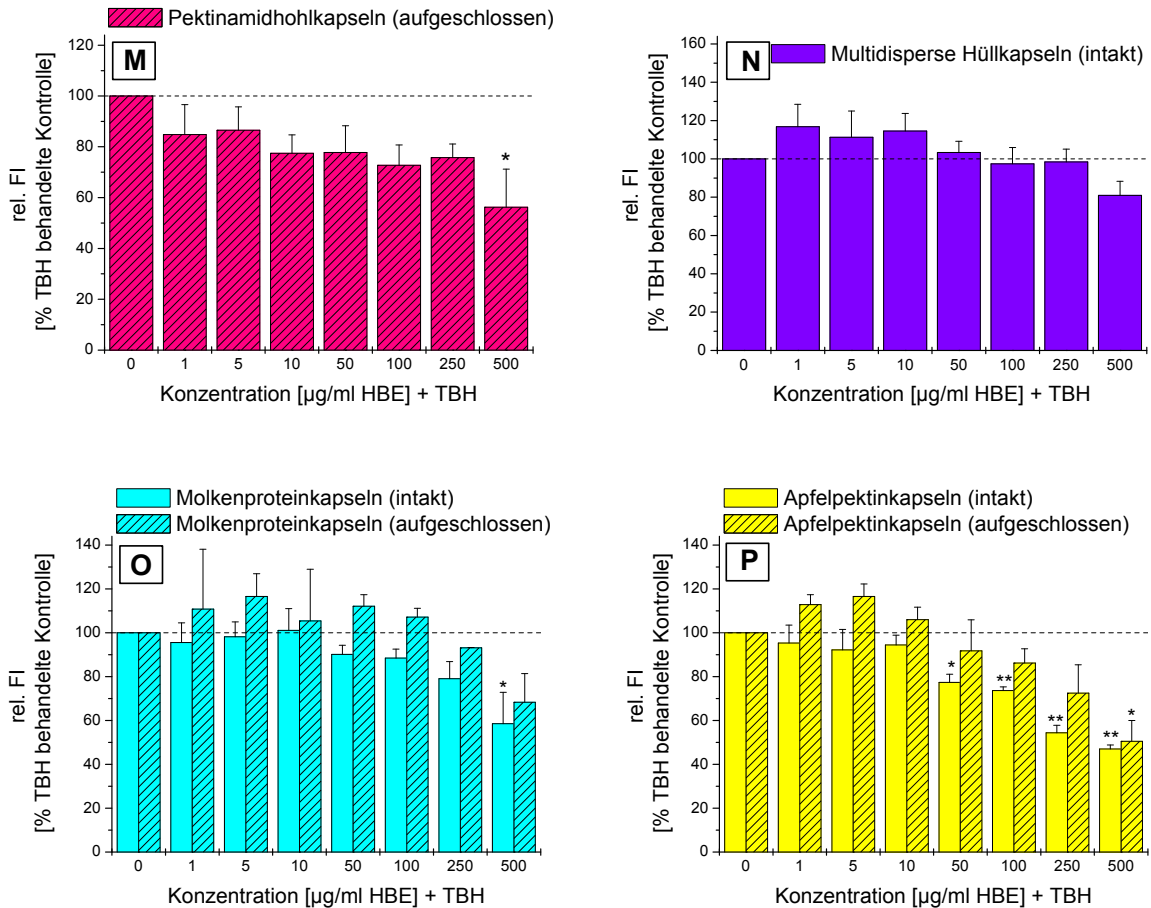 Pektinamidhohlkapseln (aufgeschlossen)
M
120
100
80
60
40
20
0
rel. FI
[% TBH behandelte Kontrolle]
*
0 1 5 10 50 100 250 500
Konzentration [µg/ml HBE] + TBH
N
Multidisperse Hüllkapseln (intakt)
160
140
120
100
80
60
40
20
0
rel. FI
[% TBH behandelte Kontrolle]
0 1 5 10 50 100 250 500
Konzentration [µg/ml HBE] + TBH
Molkenproteinkapseln (intakt)
Molkenproteinkapseln (aufgeschlossen)
O
140
120
100
80
60
40
20
0
rel. FI
[% TBH behandelte Kontrolle]
*
0 1 5 10 50 100 250 500
Konzentration [µg/ml HBE] + TBH
Apfelpektinkapseln (intakt)
Apfelpektinkapseln (aufgeschlossen)
P
140
120
100
80
60
40
20
0
rel. FI
[% TBH behandelte Kontrolle]
* ** ** ** *
0 1 5 10 50 100 250 500
Konzentration [µg/ml HBE] + TBH